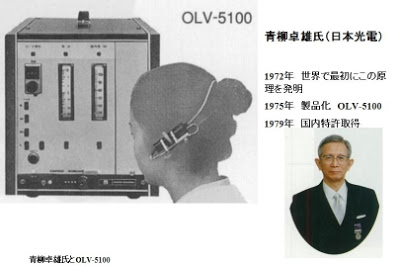 OLV-5100
青柳卓雄氏(日本光電)
1972年 世界で最初にこの原
理を発明
1975年 製品化 OLV-5100
1979年 国内特許取得
青柳卓雄氏とOLV-5100